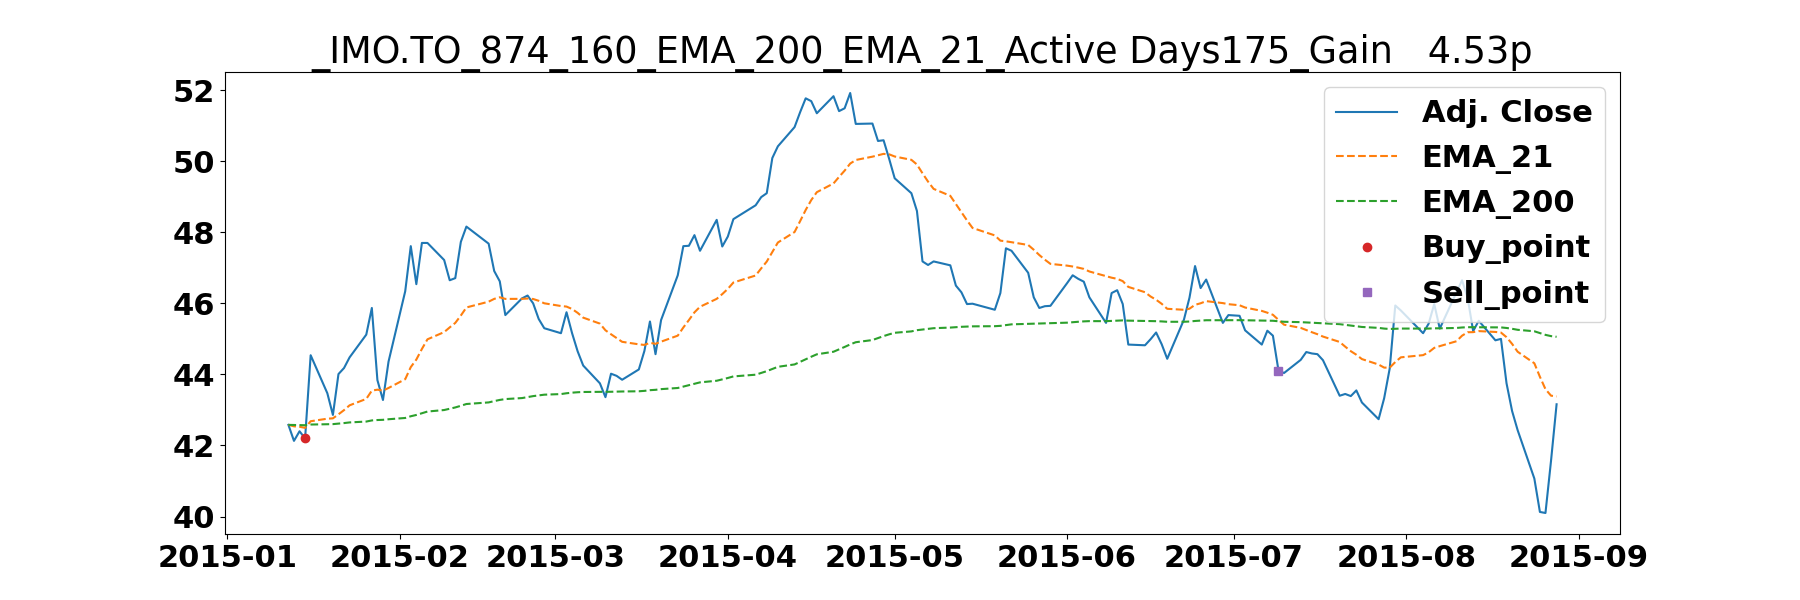 _IMO.TO_874_160_EMA_200_EMA_21_Active Days175_Gain   4.53p
52
50
48
46
44
42
40
Adj. Close
EMA_21
EMA_200
Buy_point
Sell_point
2015-01 2015-02 2015-03 2015-04 2015-05 2015-06 2015-07 2015-08 2015-09